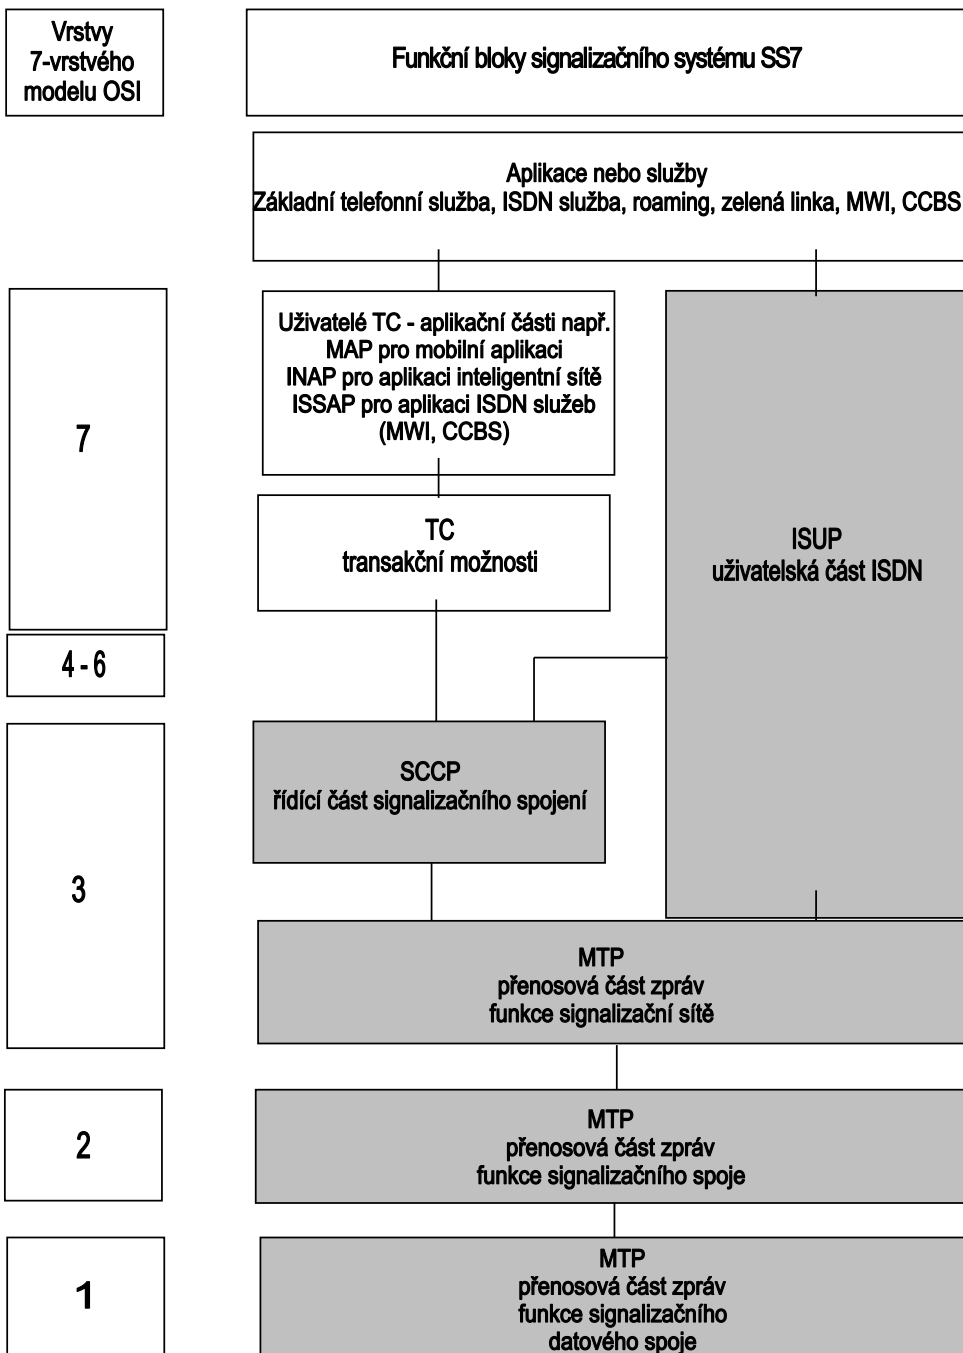 Vrstvy
7-vrstvého
modelu OSI
Funkční bloky signalizačního systému SS7
Aplikace nebo služby
Základní telefonní služba, ISDN služba, roaming, zelená linka, MWI, CCBS
7
Uživatelé TC - aplikační části např.
MAP pro mobilní aplikaci
INAP pro aplikaci inteligentní sítě
ISSAP pro aplikaci ISDN služeb
(MWI, CCBS)
TC
transakční možnosti
ISUP
uživatelská část ISDN
4 - 6
3
SCCP
řídící část signalizačního spojení
MTP
přenosová část zpráv
funkce signalizační sítě
2
MTP
přenosová část zpráv
funkce signalizačního spoje
1
MTP
přenosová část zpráv
funkce signalizačního
datového spoje